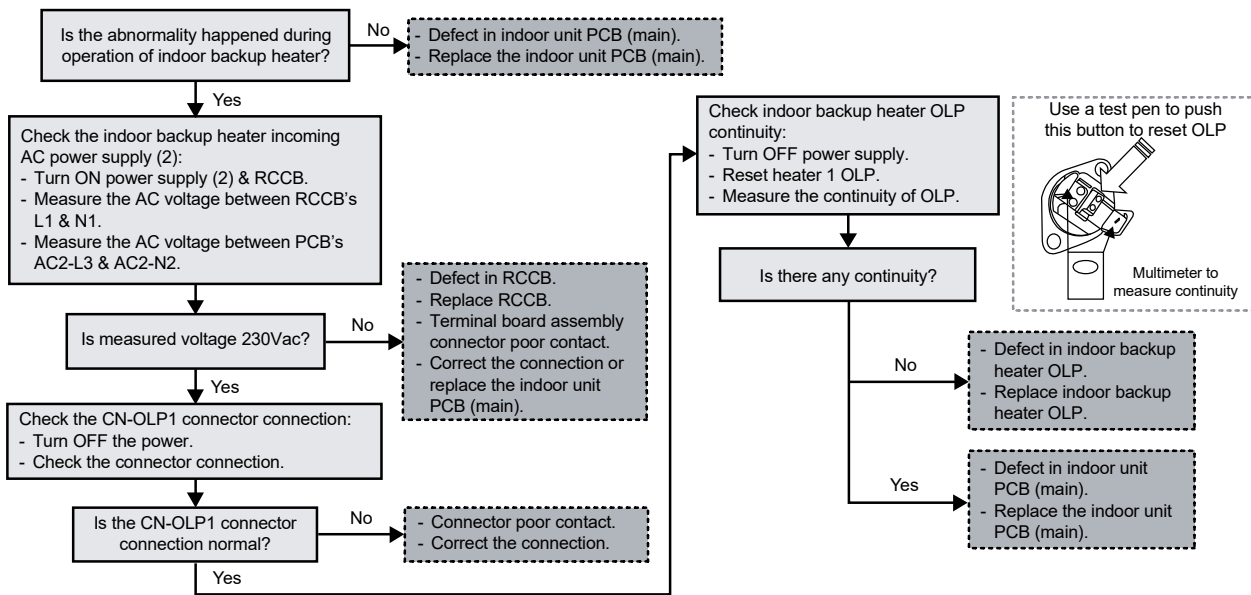 Is the abnormality happened during
operation of indoor backup heater?
No
- Defect in indoor unit PCB (main).
- Replace the indoor unit PCB (main).
Yes
Check the indoor backup heater incoming
AC power supply (2):
- Turn ON power supply (2) & RCCB.
- Measure the AC voltage between RCCB's
L1 & N1.
- Measure the AC voltage between PCB's
AC2-L3 & AC2-N2.
Is measured voltage 230Vac?
No
- Defect in RCCB.
- Replace RCCB.
- Terminal board assembly
connector poor contact.
- Correct the connection or
replace the indoor unit
PCB (main).
Yes
Check the CN-OLP1 connector connection:
- Turn OFF the power.
- Check the connector connection.
Is the CN-OLP1 connector
connection normal?
No
- Connector poor contact.
- Correct the connection.
Yes
Check indoor backup heater OLP
continuity:
- Turn OFF power supply.
- Reset heater 1 OLP.
- Measure the continuity of OLP.
Use a test pen to push
this button to reset OLP
Multimeter to
measure continuity
Is there any continuity?
No
- Defect in indoor backup
heater OLP.
- Replace indoor backup
heater OLP.
Yes
- Defect in indoor unit
PCB (main).
- Replace the indoor unit
PCB (main).